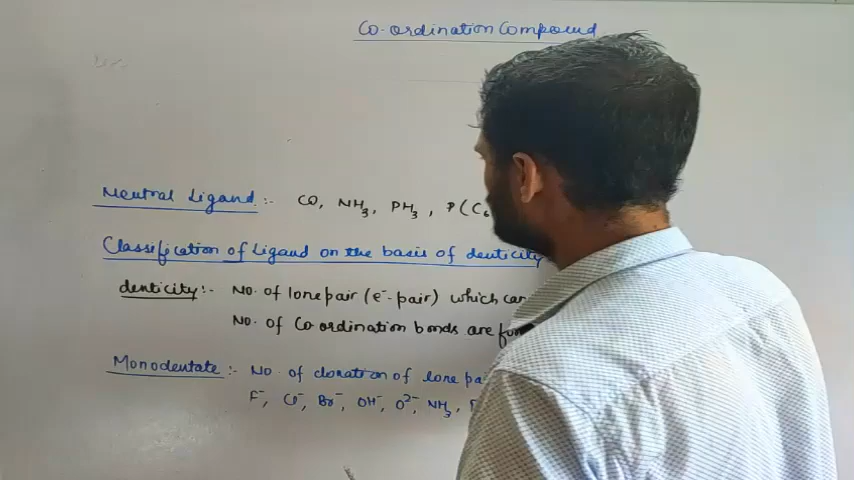 Co-ordination Compound
Neutral Ligand :- CO, NH₃, PH₃, P(C₆
Classification of Ligand on the basis of denticity
denticity :- No. of lone pair (e⁻ pair) which can
No. of Co-ordination bonds are
Monodentate :- No. of donation of lone
F⁻, Cl⁻, Br⁻, OH⁻, O²⁻, NH₃,